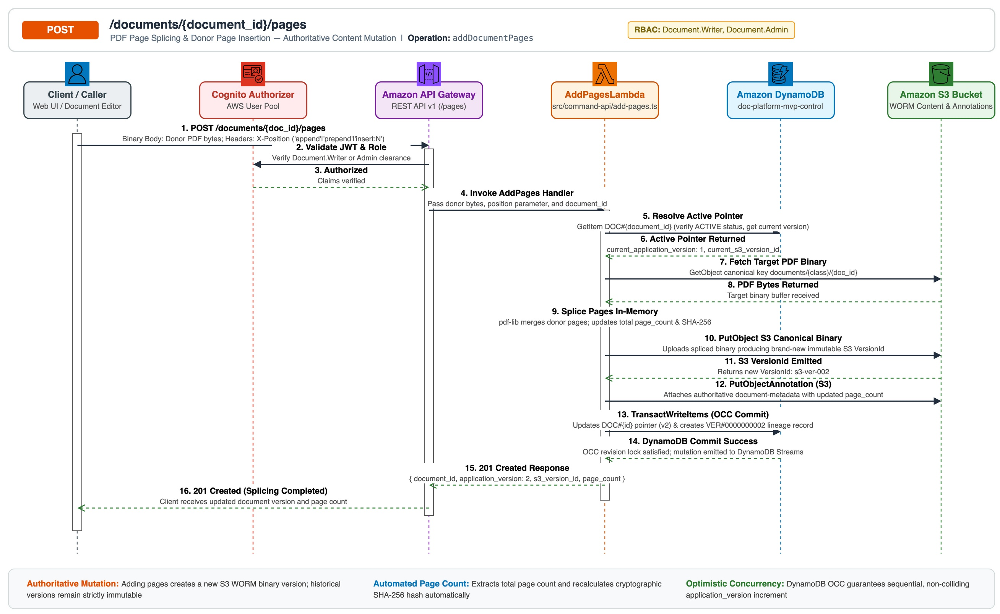 POST
/documents/{document_id}/pages
PDF Page Splicing & Donor Page Insertion — Authoritative Content Mutation | Operation: addDocumentPages
RBAC: Document.Writer, Document.Admin
Client / Caller
Web UI / Document Editor
Cognito Authorizer
AWS User Pool
Amazon API Gateway
REST API v1 (/pages)
AddPagesLambda
src/command-api/add-pages.ts
Amazon DynamoDB
doc-platform-mvp-control
Amazon S3 Bucket
WORM Content & Annotations
1. POST /documents/{doc_id}/pages
Binary Body: Donor PDF bytes; Headers: X-Position ('append'|'prepend'|'insert:N')
2. Validate JWT & Role
Verify Document.Writer or Admin clearance
3. Authorized
Claims verified
4. Invoke AddPages Handler
Pass donor bytes, position parameter, and document_id
5. Resolve Active Pointer
GetItem DOC#{document_id} (verify ACTIVE status, get current version)
6. Active Pointer Returned
current_application_version: 1, current_s3_version_id
7. Fetch Target PDF Binary
GetObject canonical key documents/{class}/{doc_id}
8. PDF Bytes Returned
Target binary buffer received
9. Splice Pages In-Memory
pdf-lib merges donor pages; updates total page_count & SHA-256
10. PutObject S3 Canonical Binary
Uploads spliced binary producing brand-new immutable S3 VersionId
11. S3 VersionId Emitted
Returns new VersionId: s3-ver-002
12. PutObjectAnnotation (S3)
Attaches authoritative document-metadata with updated page_count
13. TransactWriteItems (OCC Commit)
Updates DOC#{id} pointer (v2) & creates VER#0000000002 lineage record
14. DynamoDB Commit Success
OCC revision lock satisfied; mutation emitted to DynamoDB Streams
15. 201 Created Response
{ document_id, application_version: 2, s3_version_id, page_count }
16. 201 Created (Splicing Completed)
Client receives updated document version and page count
Authoritative Mutation: Adding pages creates a new S3 WORM binary version; historical
versions remain strictly immutable
Automated Page Count: Extracts total page count and recalculates cryptographic
SHA-256 hash automatically
Optimistic Concurrency: DynamoDB OCC guarantees sequential, non-colliding
application_version increment